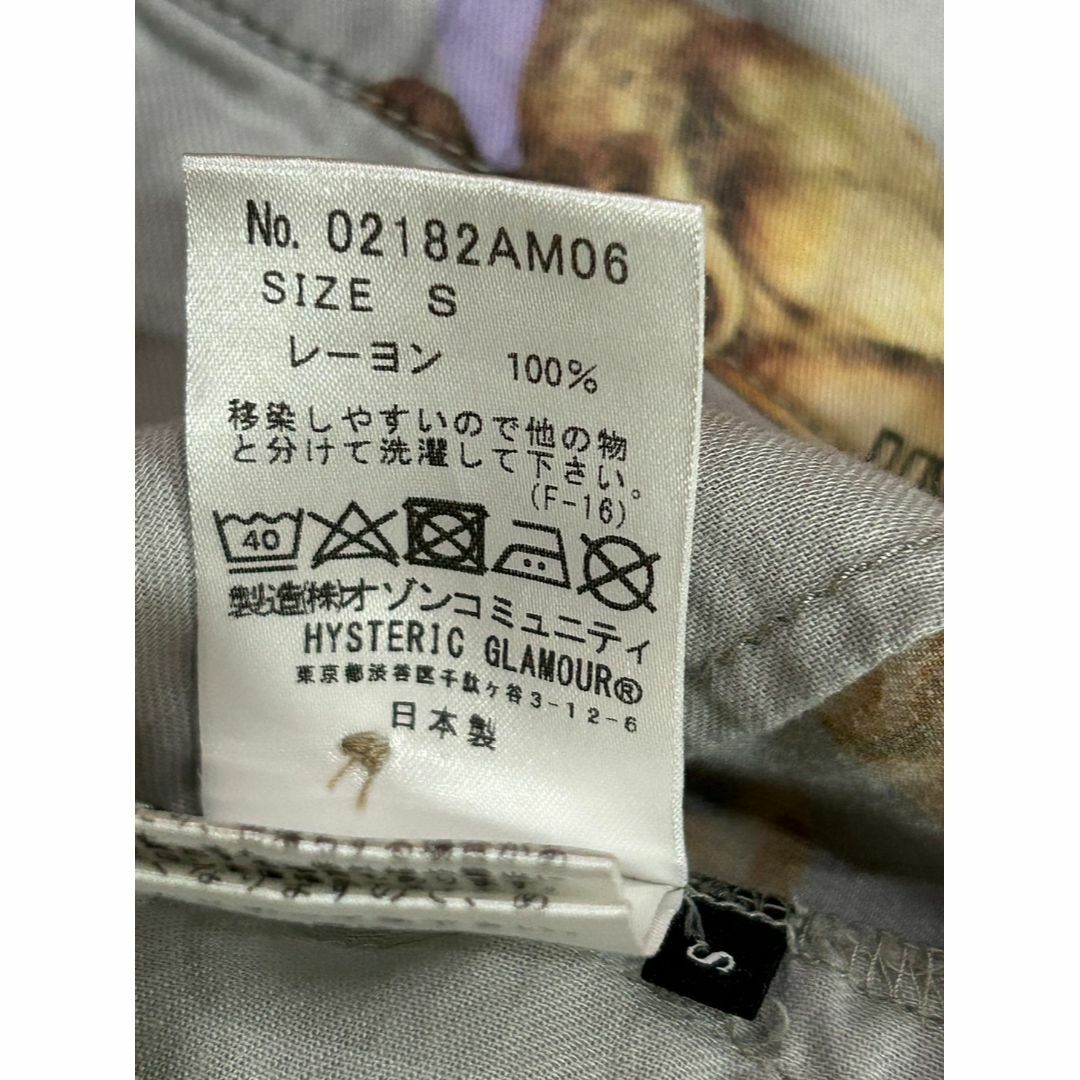 No. 02182AM06
SIZE S
レーヨン 100%
移染しやすいので他の物
と分けて洗濯して下さい。
(F-16)
40
製造(株)オゾンコミュニティ
HYSTERIC GLAMOUR®
東京都渋谷区千駄ヶ谷3-12-6
日本製
S